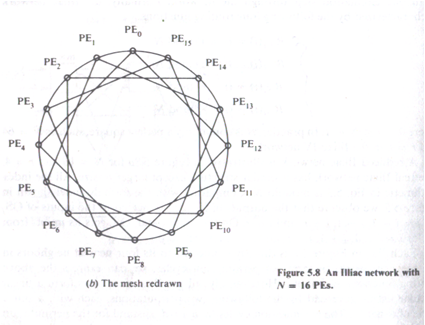 PE0
PE1
PE15
PE2
PE14
PE3
PE13
PE4
PE12
PE5
PE11
PE6
PE10
PE7
PE9
PE8
(b) The mesh redrawn
Figure 5.8 An Illiac network with
N = 16 PEs.